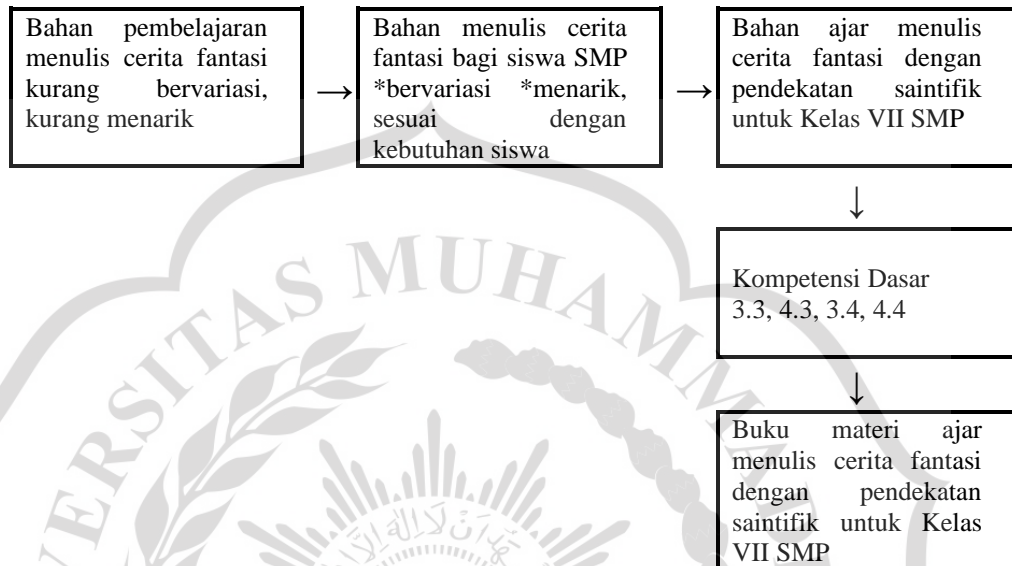 Bahan pembelajaran
menulis cerita fantasi
kurang bervariasi,
kurang menarik
→
Bahan menulis cerita
fantasi bagi siswa SMP
*bervariasi *menarik,
sesuai dengan
kebutuhan siswa
→
Bahan ajar menulis
cerita fantasi dengan
pendekatan saintifik
untuk Kelas VII SMP
↓
Kompetensi Dasar
3.3, 4.3, 3.4, 4.4
↓
Buku materi ajar
menulis cerita fantasi
dengan pendekatan
saintifik untuk Kelas
VII SMP